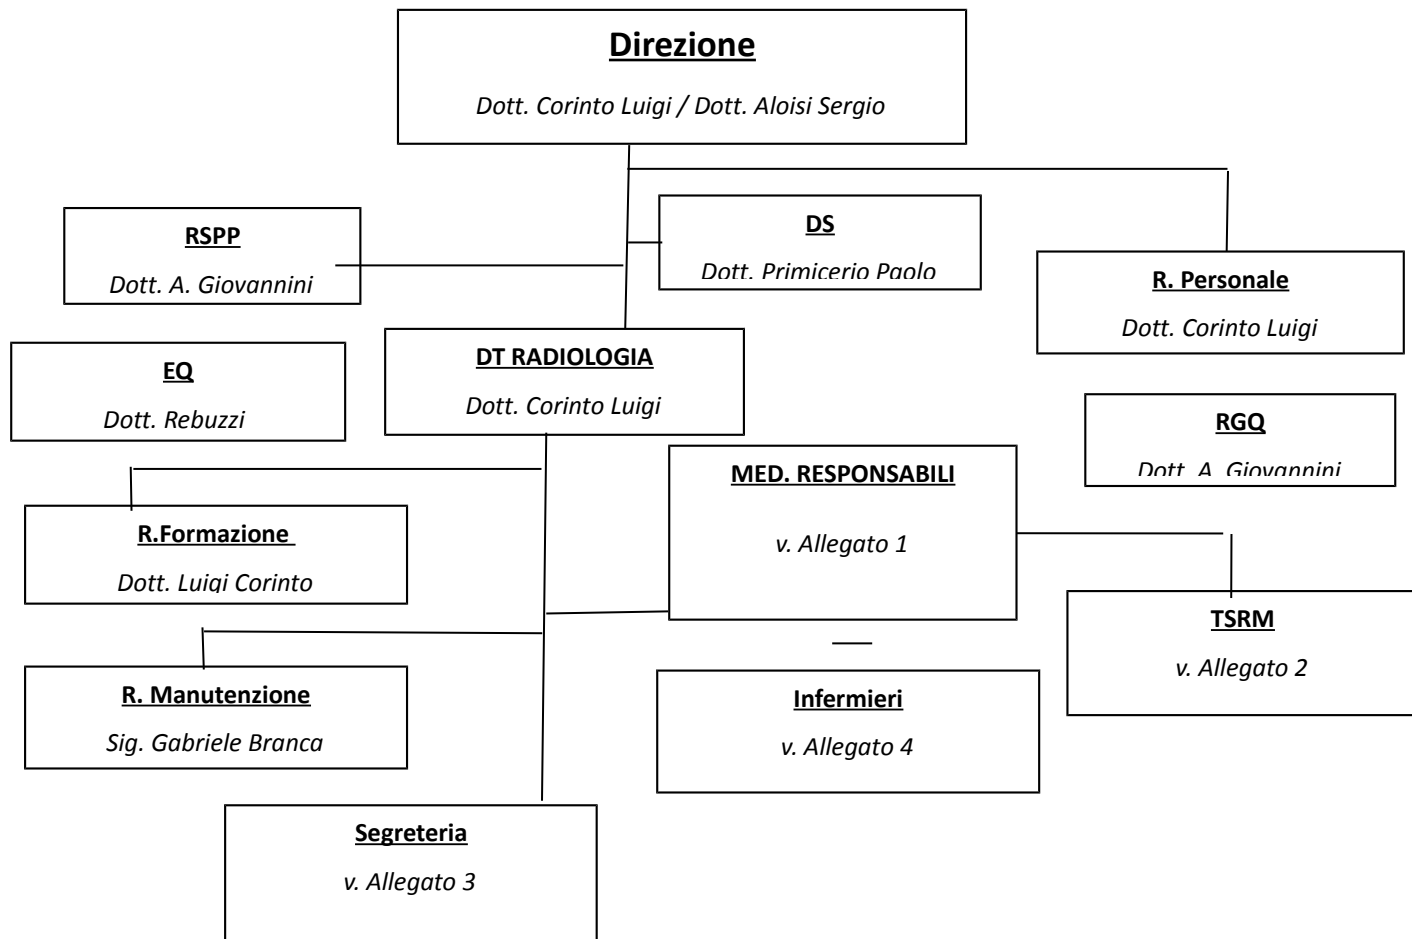 Direzione
Dott. Corinto Luigi / Dott. Aloisi Sergio
RSPP
Dott. A. Giovannini
DS
Dott. Primicerio Paolo
R. Personale
Dott. Corinto Luigi
EQ
Dott. Rebuzzi
DT RADIOLOGIA
Dott. Corinto Luigi
RGQ
Dott. A. Giovannini
MED. RESPONSABILI
v. Allegato 1
R.Formazione
Dott. Luigi Corinto
TSRM
v. Allegato 2
R. Manutenzione
Sig. Gabriele Branca
Infermieri
v. Allegato 4
Segreteria
v. Allegato 3